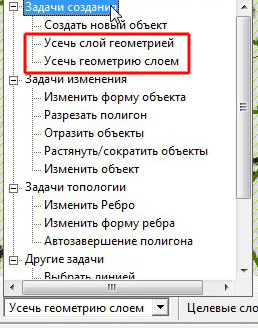 Задачи создания
Создать новый объект
Усечь слой геометрией
Усечь геометрию слоем
Задачи изменения
Изменить форму объекта
Разрезать полигон
Отразить объекты
Растянуть/сократить объекты
Изменить объект
Задачи топологии
Изменить Ребро
Изменить форму ребра
Автозавершение полигона
Другие задачи
Выбрать линией
Усечь геометрию слоем
Целевые сло